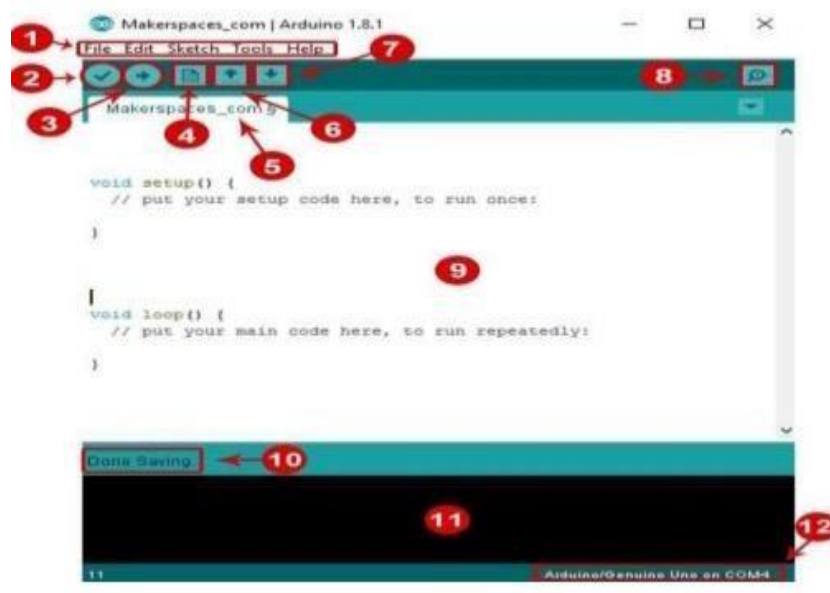 Makerspaces_com | Arduino 1.8.1
1
File Edit Sketch Tools Help
7
2
8
3
4
6
Makerspaces_com §
5
void setup() {
// put your setup code here, to run once:
}
9
void loop() {
// put your main code here, to run repeatedly:
}
Done Saving.
10
11
12
11
Arduino/Genuino Uno on COM4